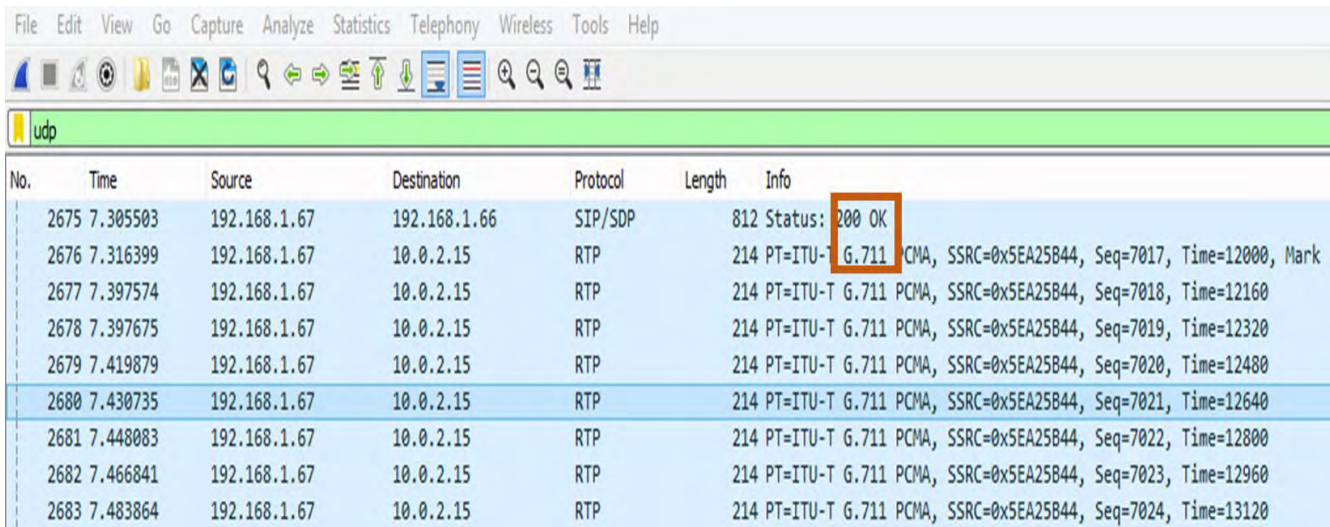 File Edit View Go Capture Analyze Statistics Telephony Wireless Tools Help
udp
No. Time Source Destination Protocol Length Info
2675 7.305503 192.168.1.67 192.168.1.66 SIP/SDP 812 Status: 200 OK
2676 7.316399 192.168.1.67 10.0.2.15 RTP 214 PT=ITU-T G.711 PCMA, SSRC=0x5EA25B44, Seq=7017, Time=12000, Mark
2677 7.397574 192.168.1.67 10.0.2.15 RTP 214 PT=ITU-T G.711 PCMA, SSRC=0x5EA25B44, Seq=7018, Time=12160
2678 7.397675 192.168.1.67 10.0.2.15 RTP 214 PT=ITU-T G.711 PCMA, SSRC=0x5EA25B44, Seq=7019, Time=12320
2679 7.419879 192.168.1.67 10.0.2.15 RTP 214 PT=ITU-T G.711 PCMA, SSRC=0x5EA25B44, Seq=7020, Time=12480
2680 7.430735 192.168.1.67 10.0.2.15 RTP 214 PT=ITU-T G.711 PCMA, SSRC=0x5EA25B44, Seq=7021, Time=12640
2681 7.448083 192.168.1.67 10.0.2.15 RTP 214 PT=ITU-T G.711 PCMA, SSRC=0x5EA25B44, Seq=7022, Time=12800
2682 7.466841 192.168.1.67 10.0.2.15 RTP 214 PT=ITU-T G.711 PCMA, SSRC=0x5EA25B44, Seq=7023, Time=12960
2683 7.483864 192.168.1.67 10.0.2.15 RTP 214 PT=ITU-T G.711 PCMA, SSRC=0x5EA25B44, Seq=7024, Time=13120